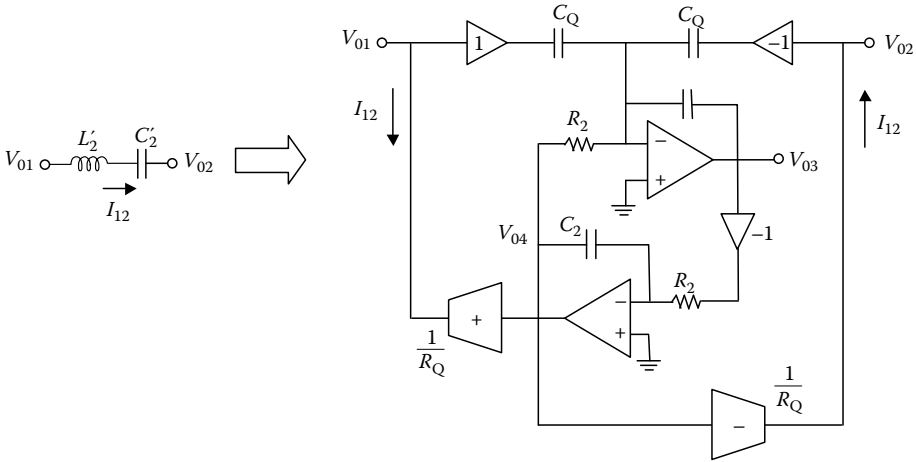 V01 1 CQ CQ −1 V02
I12 I12
R2 − + V03
V01 L′2 C′2 V02
I12
V04 C2 −1
R2
+ − +
1/RQ
1/RQ
−